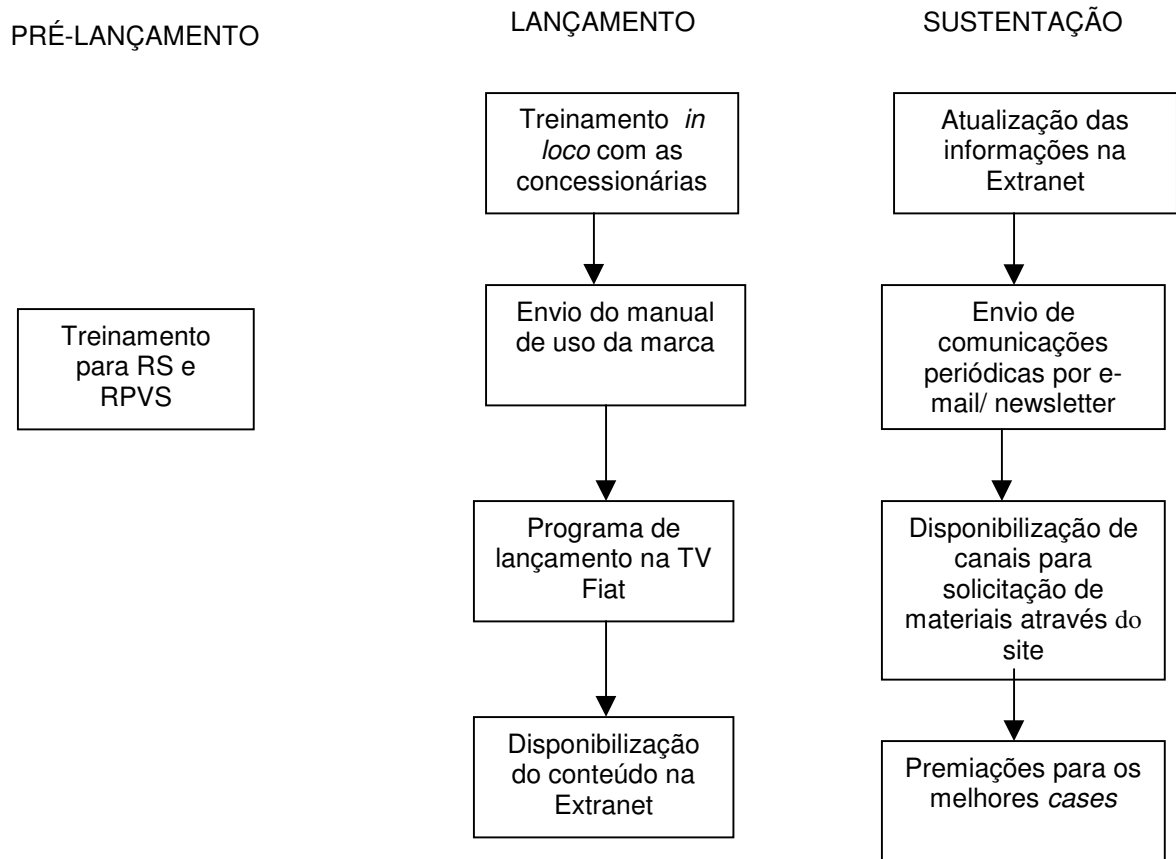 PRÉ-LANÇAMENTO
Treinamento
para RS e
RPVS
LANÇAMENTO
Treinamento in
loco com as
concessionárias
Envio do manual
de uso da marca
Programa de
lançamento na TV
Fiat
Disponibilização
do conteúdo na
Extranet
SUSTENTAÇÃO
Atualização das
informações na
Extranet
Envio de
comunicações
periódicas por e-
mail/ newsletter
Disponibilização de
canais para
solicitação de
materiais através do
site
Premiações para os
melhores cases